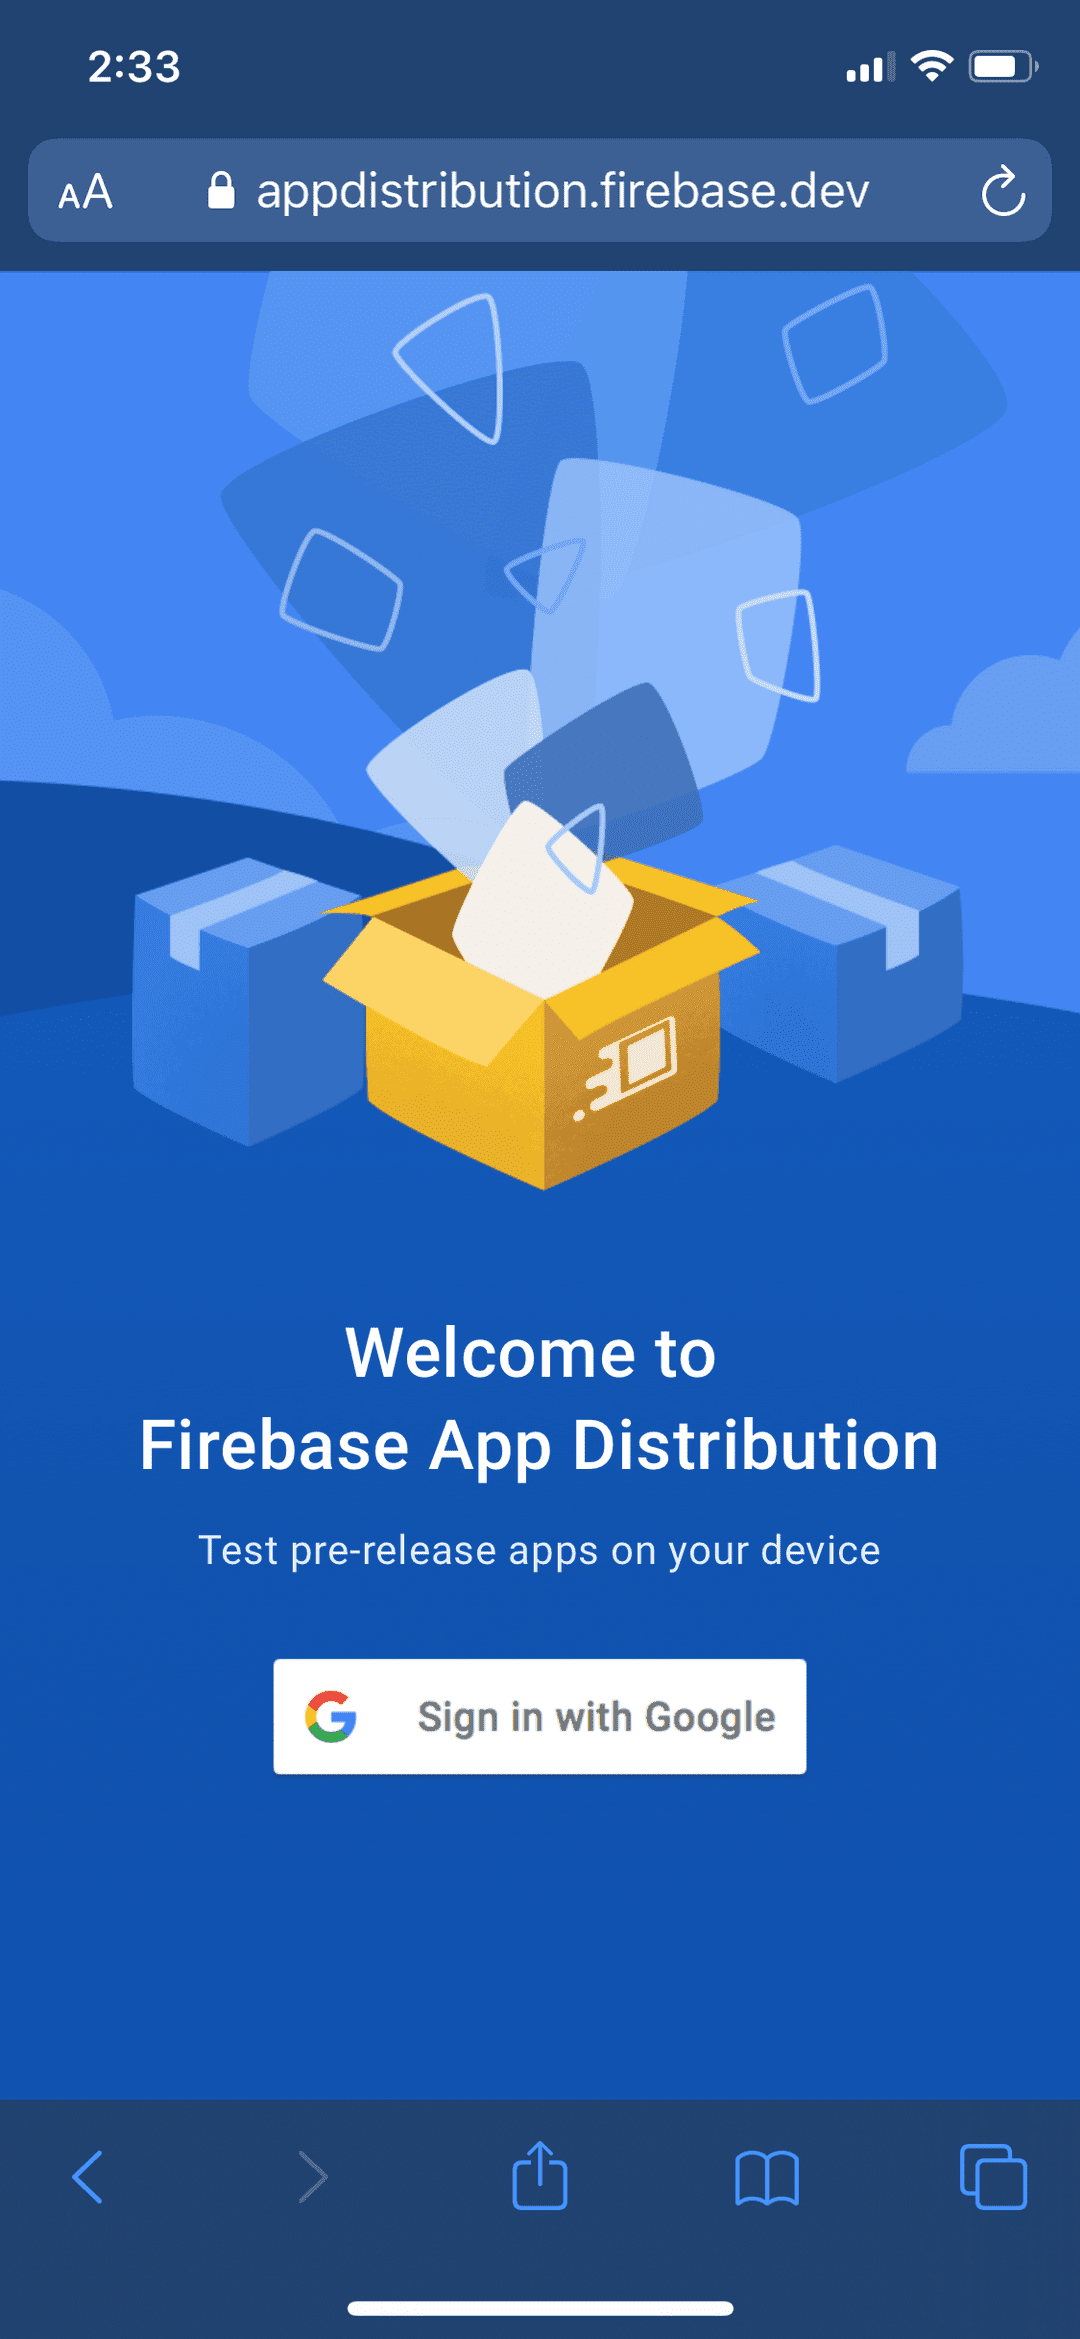 2:33
AA appdistribution.firebase.dev
Welcome to
Firebase App Distribution
Test pre-release apps on your device
Sign in with Google